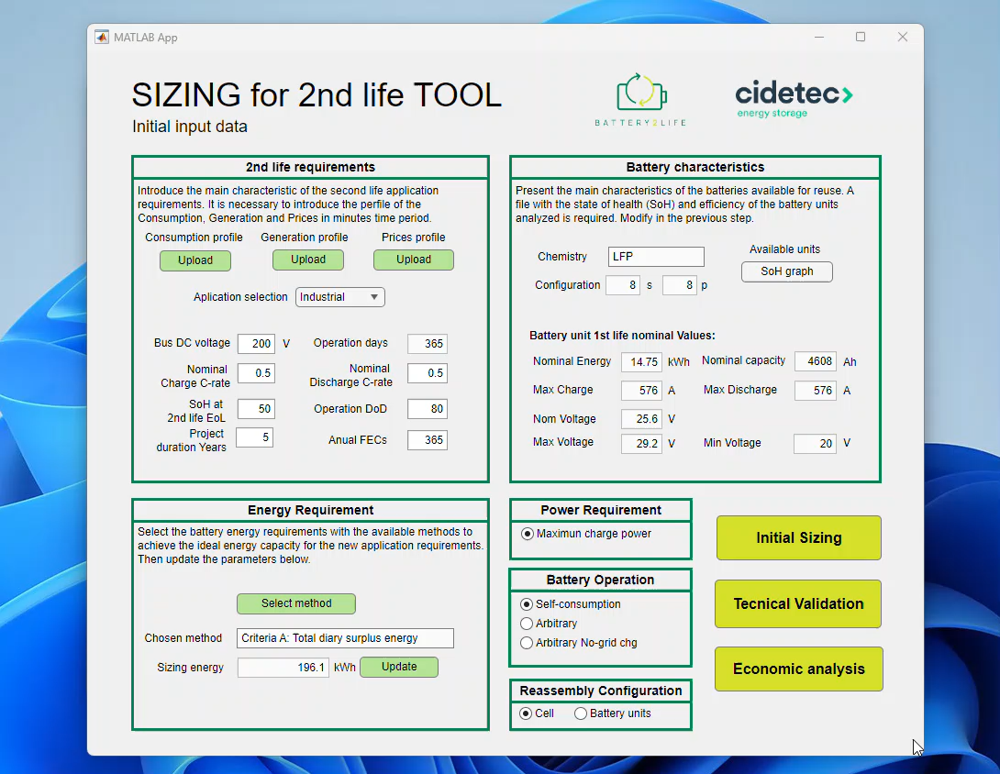 MATLAB App
SIZING for 2nd life TOOL
Initial input data
BATTERY2LIFE
cidetec
energy storage
2nd life requirements
Introduce the main characteristic of the second life application
requirements. It is necessary to introduce the perfile of the
Consumption, Generation and Prices in minutes time period.
Consumption profile Generation profile Prices profile
Upload Upload Upload
Aplication selection Industrial
Bus DC voltage 200 V Operation days 365
Nominal
Charge C-rate 0.5
Nominal
Discharge C-rate 0.5
SoH at
2nd life EoL 50
Operation DoD 80
Project
duration Years 5
Anual FECs 365
Battery characteristics
Present the main characteristics of the batteries available for reuse. A
file with the state of health (SoH) and efficiency of the battery units
analyzed is required. Modify in the previous step.
Chemistry LFP
Available units
SoH graph
Configuration 8 s 8 p
Battery unit 1st life nominal Values:
Nominal Energy 14.75 kWh Nominal capacity 4608 Ah
Max Charge 576 A Max Discharge 576 A
Nom Voltage 25.6 V
Max Voltage 29.2 V Min Voltage 20 V
Energy Requirement
Select the battery energy requirements with the available methods to
achieve the ideal energy capacity for the new application requirements.
Then update the parameters below.
Select method
Chosen method Criteria A: Total diary surplus energy
Sizing energy 196.1 kWh Update
Power Requirement
Maximun charge power
Battery Operation
Self-consumption
Arbitrary
Arbitrary No-grid chg
Reassembly Configuration
Cell Battery units
Initial Sizing
Tecnical Validation
Economic analysis